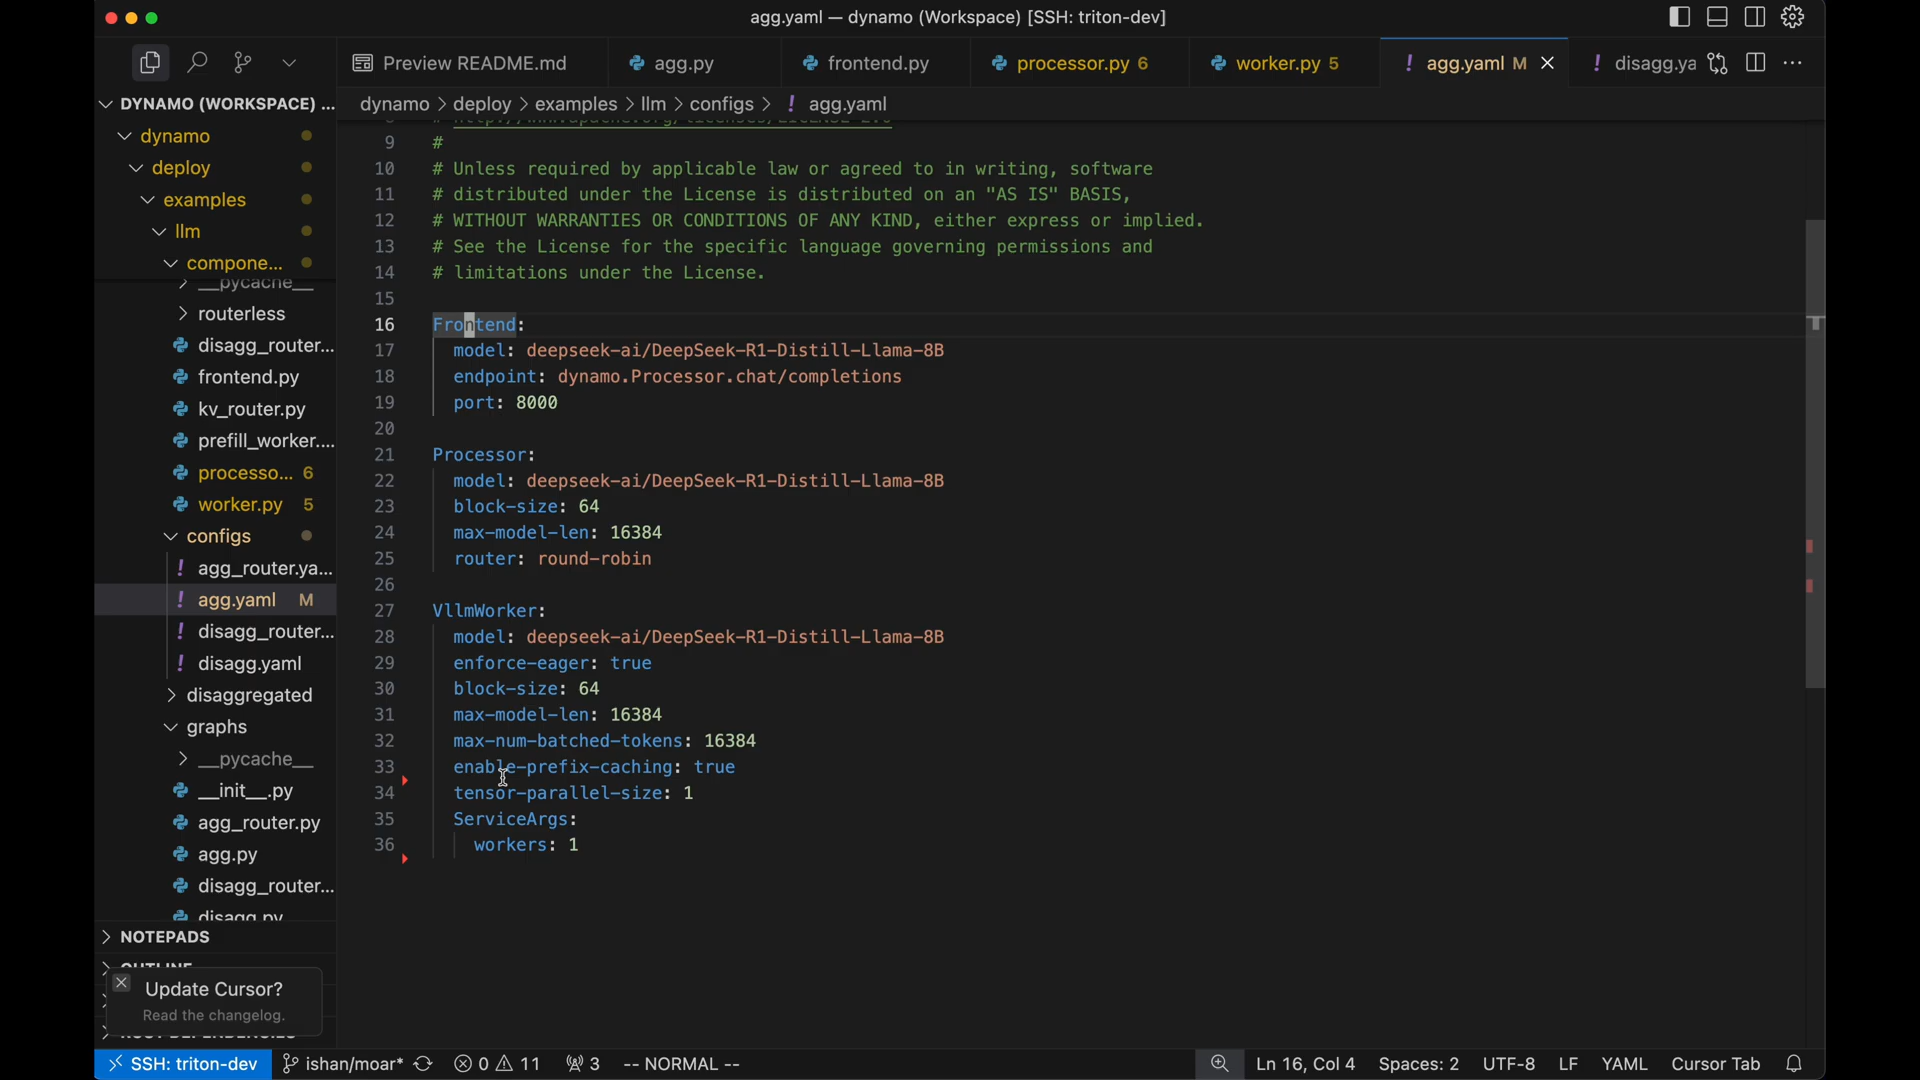 agg.yaml — dynamo (Workspace) [SSH: triton-dev]
Preview README.md
agg.py
frontend.py
processor.py 6
worker.py 5
! agg.yaml M
! disagg.ya
DYNAMO (WORKSPACE) ...
dynamo > deploy > examples > llm > configs > ! agg.yaml
dynamo
deploy
examples
llm
compone...
__pycache__
routerless
disagg_router...
frontend.py
kv_router.py
prefill_worker....
processo... 6
worker.py 5
configs
! agg_router.ya...
! agg.yaml M
! disagg_router...
! disagg.yaml
disaggregated
graphs
__pycache__
__init__.py
agg_router.py
agg.py
disagg_router...
disagg.py
NOTEPADS
OUTLINE
Update Cursor?
Read the changelog.
# http://www.apache.org/licenses/LICENSE-2.0
9 #
10 # Unless required by applicable law or agreed to in writing, software
11 # distributed under the License is distributed on an "AS IS" BASIS,
12 # WITHOUT WARRANTIES OR CONDITIONS OF ANY KIND, either express or implied.
13 # See the License for the specific language governing permissions and
14 # limitations under the License.
15
16 Frontend:
17 model: deepseek-ai/DeepSeek-R1-Distill-Llama-8B
18 endpoint: dynamo.Processor.chat/completions
19 port: 8000
20
21 Processor:
22 model: deepseek-ai/DeepSeek-R1-Distill-Llama-8B
23 block-size: 64
24 max-model-len: 16384
25 router: round-robin
26
27 VllmWorker:
28 model: deepseek-ai/DeepSeek-R1-Distill-Llama-8B
29 enforce-eager: true
30 block-size: 64
31 max-model-len: 16384
32 max-num-batched-tokens: 16384
33 enable-prefix-caching: true
34 tensor-parallel-size: 1
35 ServiceArgs:
36 workers: 1
SSH: triton-dev
ishan/moar*
0 11
3
-- NORMAL --
Ln 16, Col 4
Spaces: 2
UTF-8
LF
YAML
Cursor Tab